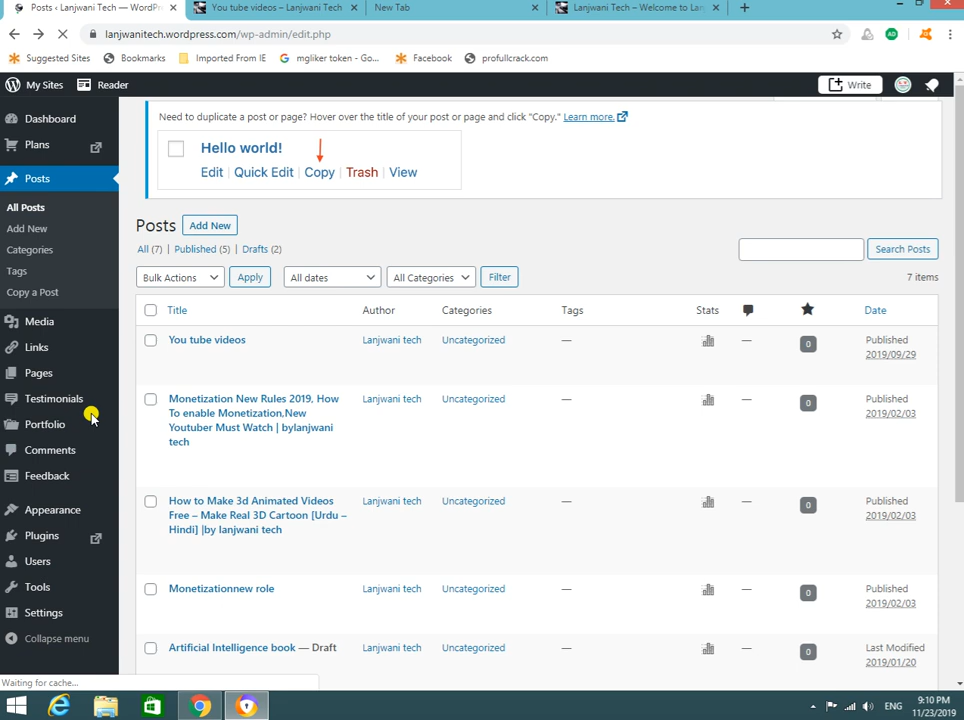 Posts ‹ Lanjwani Tech — WordPr
You tube videos – Lanjwani Tech
New Tab
Lanjwani Tech – Welcome to Lan
lanjwanitech.wordpress.com/wp-admin/edit.php
Suggested Sites
Bookmarks
Imported From IE
mgliker token - Go...
Facebook
profullcrack.com
My Sites
Reader
Write
Dashboard
Plans
Posts
All Posts
Add New
Categories
Tags
Copy a Post
Media
Links
Pages
Testimonials
Portfolio
Comments
Feedback
Appearance
Plugins
Users
Tools
Settings
Collapse menu
Need to duplicate a post or page? Hover over the title of your post or page and click "Copy." Learn more.
Hello world!
Edit | Quick Edit | Copy | Trash | View
Posts Add New
All (7) | Published (5) | Drafts (2)
Search Posts
Bulk Actions Apply All dates All Categories Filter
7 items
Title Author Categories Tags Stats Date
You tube videos Lanjwani tech Uncategorized — — 0 Published
2019/09/29
Monetization New Rules 2019, How Lanjwani tech Uncategorized — — 0 Published
To enable Monetization,New 2019/02/03
Youtuber Must Watch | bylanjwani
tech
How to Make 3d Animated Videos Lanjwani tech Uncategorized — — 0 Published
Free – Make Real 3D Cartoon [Urdu – 2019/02/03
Hindi] |by lanjwani tech
Monetizationnew role Lanjwani tech Uncategorized — — 0 Published
2019/02/03
Artificial Intelligence book — Draft Lanjwani tech Uncategorized — — 0 Last Modified
2019/01/20
Waiting for cache...
ENG
9:10 PM
11/23/2019